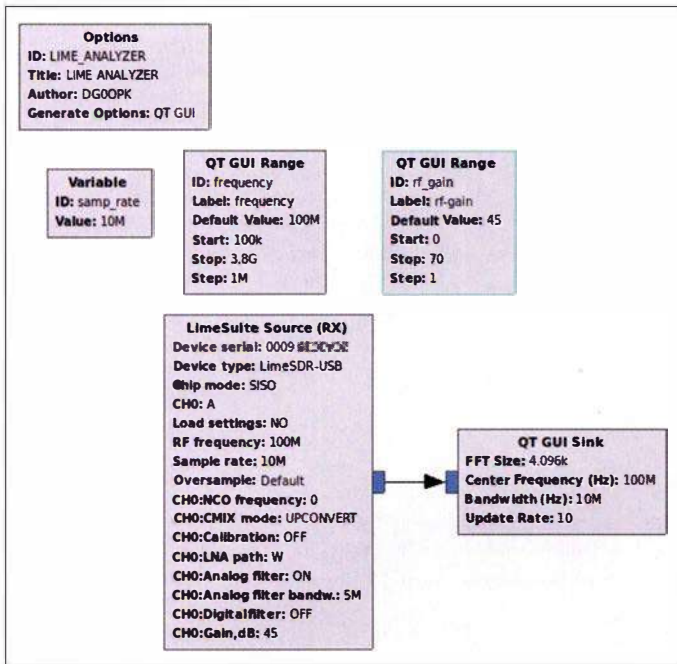 Options
ID: LIME_ANALYZER
Title: LIME ANALYZER
Author: DG0OPK
Generate Options: QT GUI
Variable
ID: samp_rate
Value: 10M
QT GUI Range
ID: frequency
Label: frequency
Default Value: 100M
Start: 100k
Stop: 3.8G
Step: 1M
QT GUI Range
ID: rf_gain
Label: rf-gain
Default Value: 45
Start: 0
Stop: 70
Step: 1
LimeSuite Source (RX)
Device serial: 0009
Device type: LimeSDR-USB
Chip mode: SISO
CH0: A
Load settings: NO
RF frequency: 100M
Sample rate: 10M
Oversample: Default
CH0:NCO frequency: 0
CH0:CMIX mode: UPCONVERT
CH0:Calibration: OFF
CH0:LNA path: W
CH0:Analog filter: ON
CH0:Analog filter bandw.: 5M
CH0:Digitalfilter: OFF
CH0:Gain,dB: 45
QT GUI Sink
FFT Size: 4.096k
Center Frequency (Hz): 100M
Bandwidth (Hz): 10M
Update Rate: 10